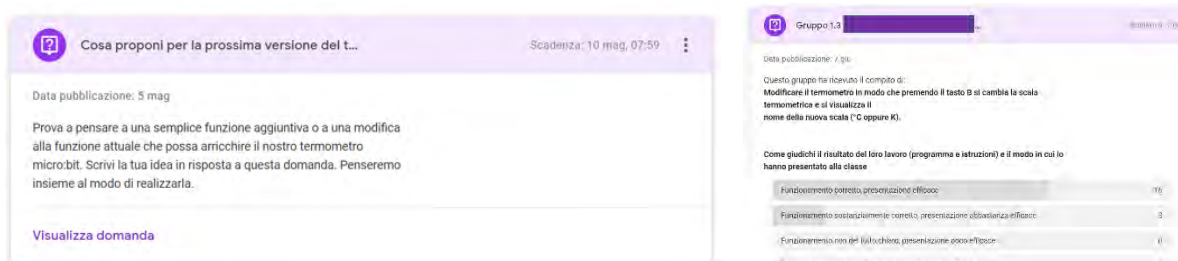 Cosa proponi per la prossima versione del t...
Scadenza: 10 mag, 07:59
Data pubblicazione: 5 mag
Prova a pensare a una semplice funzione aggiuntiva o a una modifica
alla funzione attuale che possa arricchire il nostro termometro
micro:bit. Scrivi la tua idea in risposta a questa domanda. Penseremo
insieme al modo di realizzarla.
Visualizza domanda
Gruppo 1.3
...
Data pubblicazione: 7 giu
Questo gruppo ha ricevuto il compito di:
Modificare il termometro in modo che premendo il tasto B si cambia la scala
termometrica e si visualizza il
nome della nuova scala (°C oppure K).
Come giudichi il risultato del loro lavoro (programma e istruzioni) e il modo in cui lo
hanno presentato alla classe
Funzionamento corretto, presentazione efficace
16
Funzionamento sostanzialmente corretto, presentazione abbastanza efficace
3
Funzionamento non del tutto chiaro, presentazione poco efficace
0